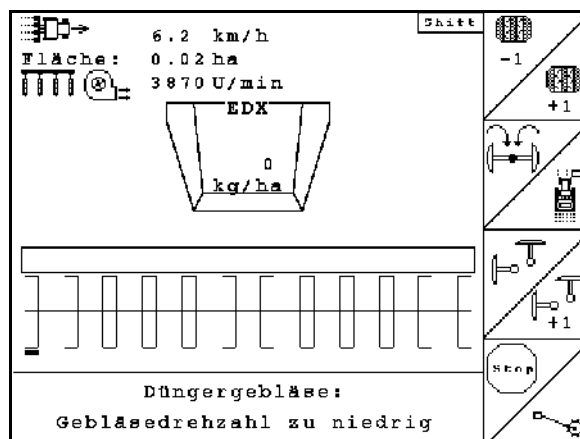 Shift
6.2 km/h
Fläche: 0.02 ha
3870 U/min
EDX
0
kg/ha
-1
+1
+1
Stop
Düngergebläse:
Gebläsedrehzahl zu niedrig